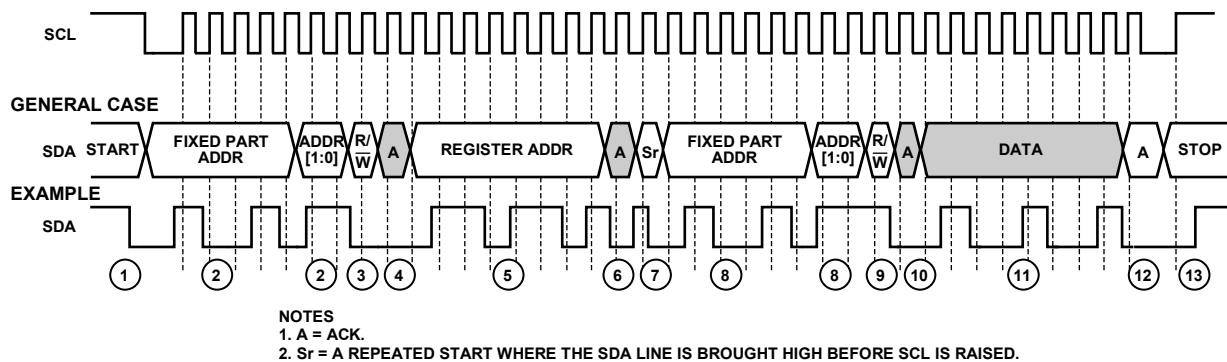 SCL
GENERAL CASE
SDA START FIXED PART ADDR ADDR [1:0] R/W̅ A REGISTER ADDR A Sr FIXED PART ADDR ADDR [1:0] R/W̅ A DATA A STOP
EXAMPLE
SDA
1 2 2 3 4 5 6 7 8 8 9 10 11 12 13
NOTES
1. A = ACK.
2. Sr = A REPEATED START WHERE THE SDA LINE IS BROUGHT HIGH BEFORE SCL IS RAISED.